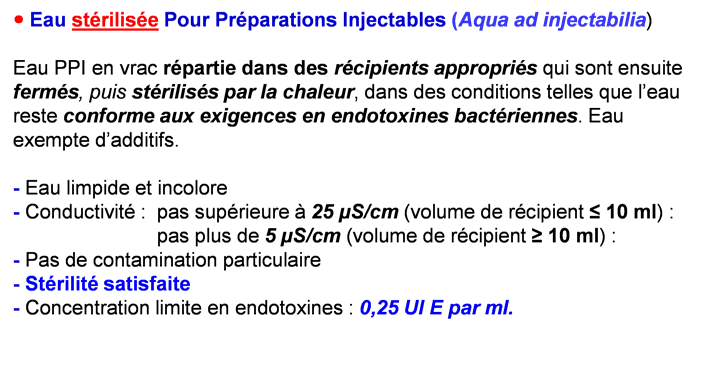 • Eau stérilisée Pour Préparations Injectables (Aqua ad injectabilia)
Eau PPI en vrac répartie dans des récipients appropriés qui sont ensuite
fermés, puis stérilisés par la chaleur, dans des conditions telles que l'eau
reste conforme aux exigences en endotoxines bactériennes. Eau
exempte d'additifs.
- Eau limpide et incolore
- Conductivité : pas supérieure à 25 µS/cm (volume de récipient ≤ 10 ml) :
pas plus de 5 µS/cm (volume de récipient ≥ 10 ml) :
- Pas de contamination particulaire
- Stérilité satisfaite
- Concentration limite en endotoxines : 0,25 UI E par ml.